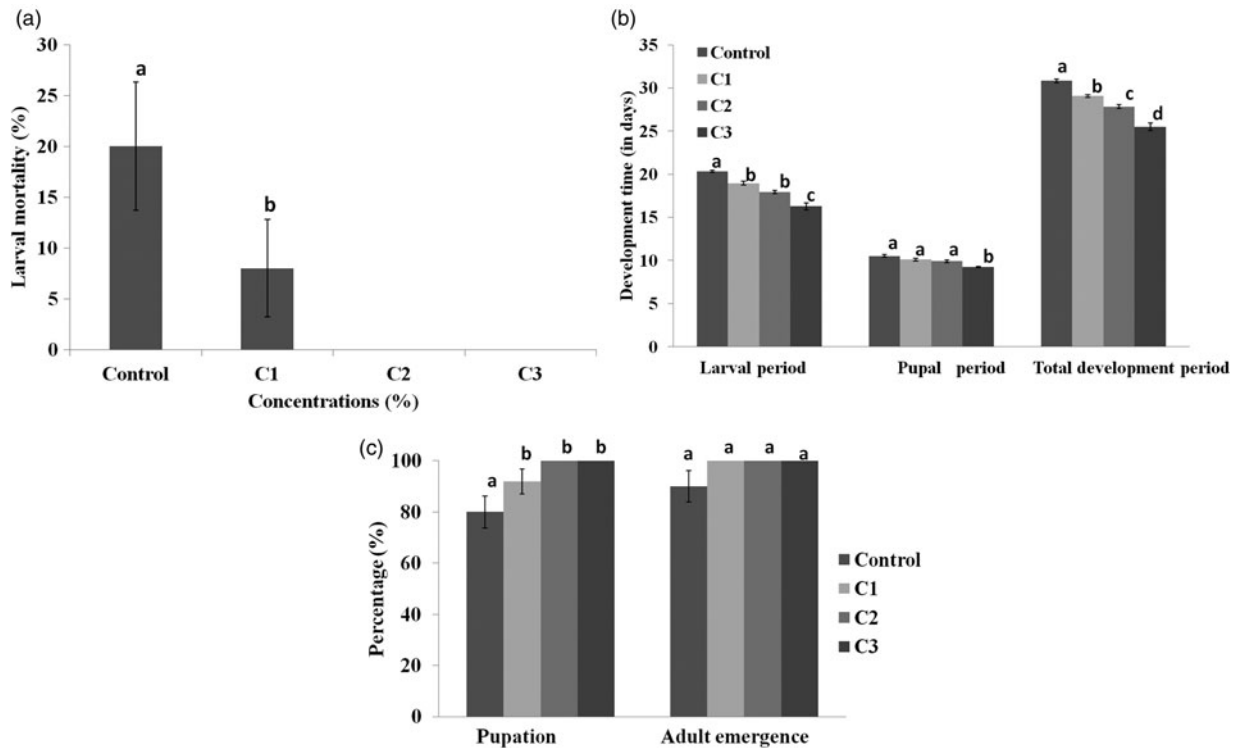 (a)
30
25
20
15
10
5
0
Larval mortality (%)
a
b
Control C1 C2 C3
Concentrations (%)
(b)
35
30
25
20
15
10
5
0
Development time (in days)
Control
C1
C2
C3
a b b c
a a a b
a b c d
Larval period Pupal period Total development period
(c)
100
80
60
40
20
0
Percentage (%)
a b b b
a a a a
Pupation Adult emergence
Control
C1
C2
C3